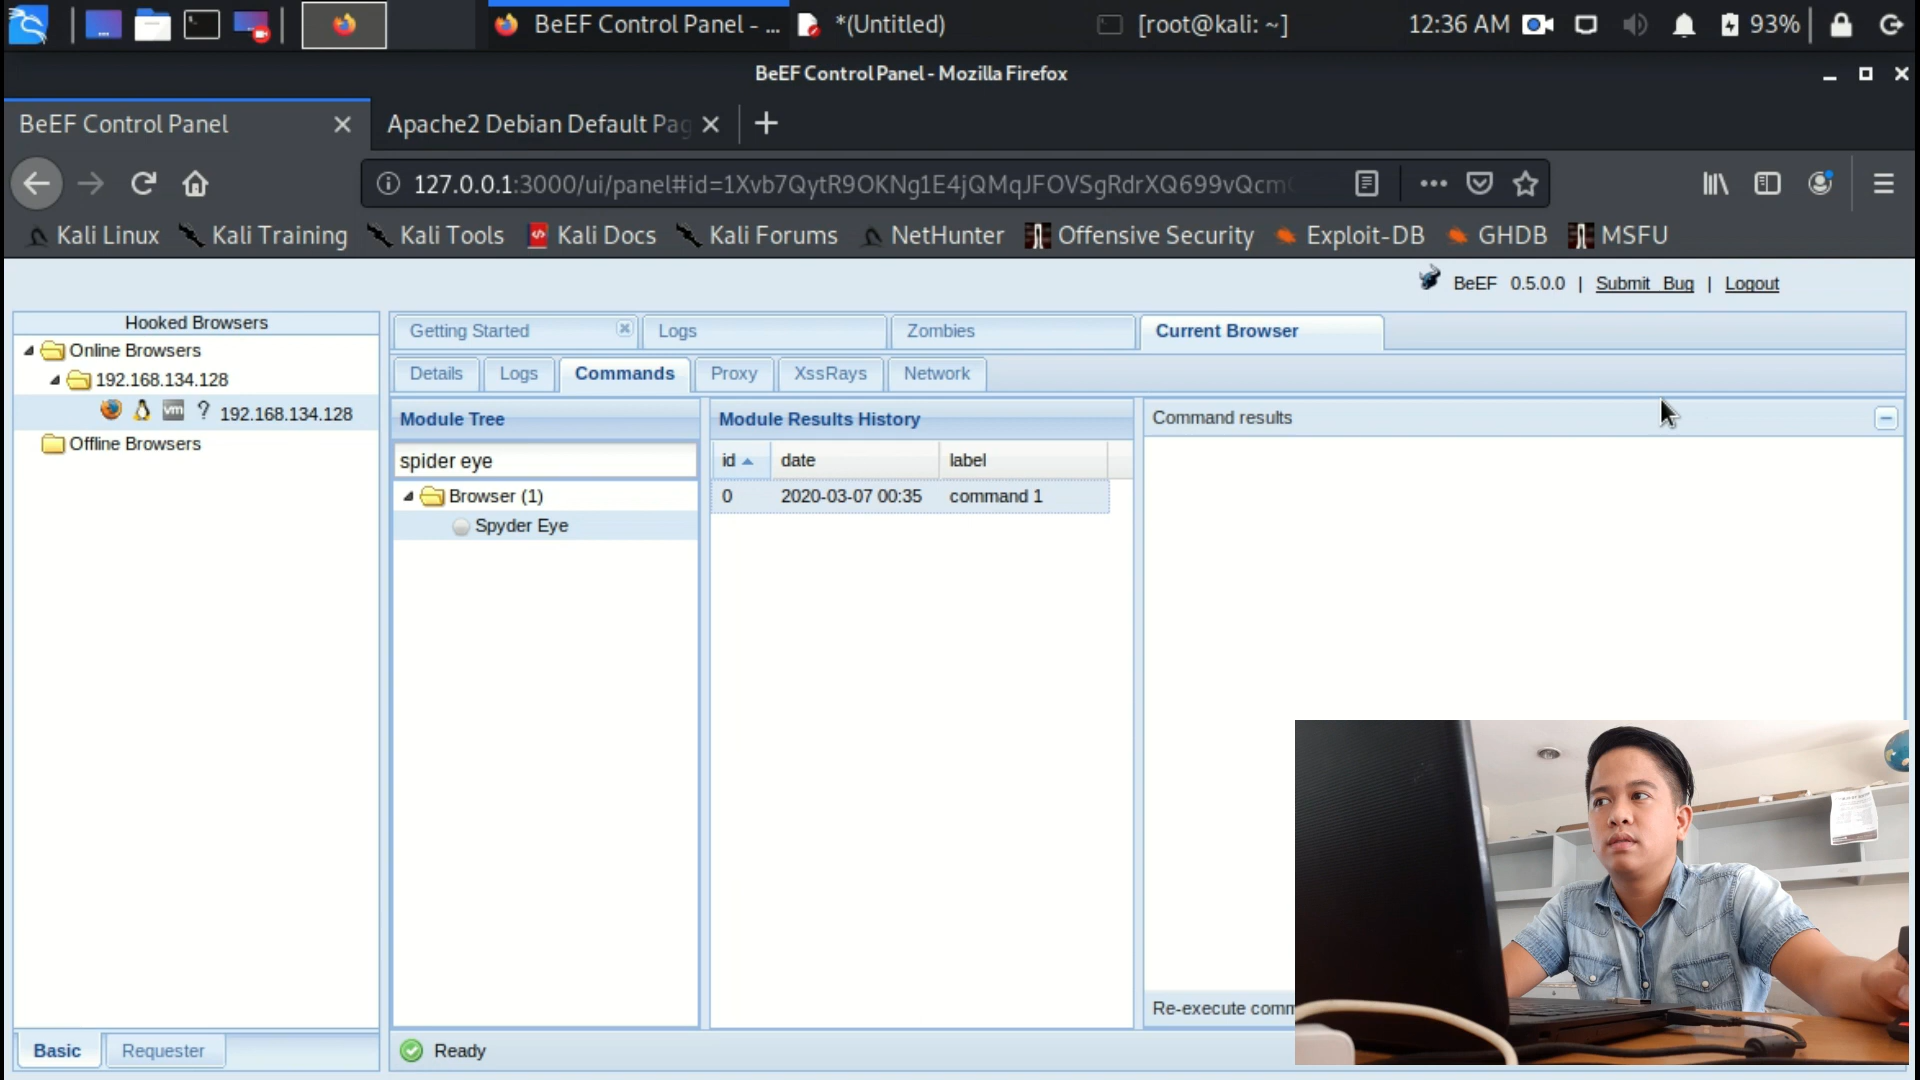 BeEF Control Panel - ...
*(Untitled)
[root@kali: ~]
12:36 AM
93%
BeEF Control Panel - Mozilla Firefox
BeEF Control Panel
Apache2 Debian Default Pag
127.0.0.1:3000/ui/panel#id=1Xvb7QytR9OKNg1E4jQMqJFOVSgRdrXQ699vQcm
Kali Linux
Kali Training
Kali Tools
Kali Docs
Kali Forums
NetHunter
Offensive Security
Exploit-DB
GHDB
MSFU
BeEF 0.5.0.0 | Submit Bug | Logout
Hooked Browsers
Online Browsers
192.168.134.128
vm ? 192.168.134.128
Offline Browsers
Basic
Requester
Getting Started
Logs
Zombies
Current Browser
Details
Logs
Commands
Proxy
XssRays
Network
Module Tree
spider eye
Browser (1)
Spyder Eye
Module Results History
id
date
label
0
2020-03-07 00:35
command 1
Command results
Re-execute comm
Ready